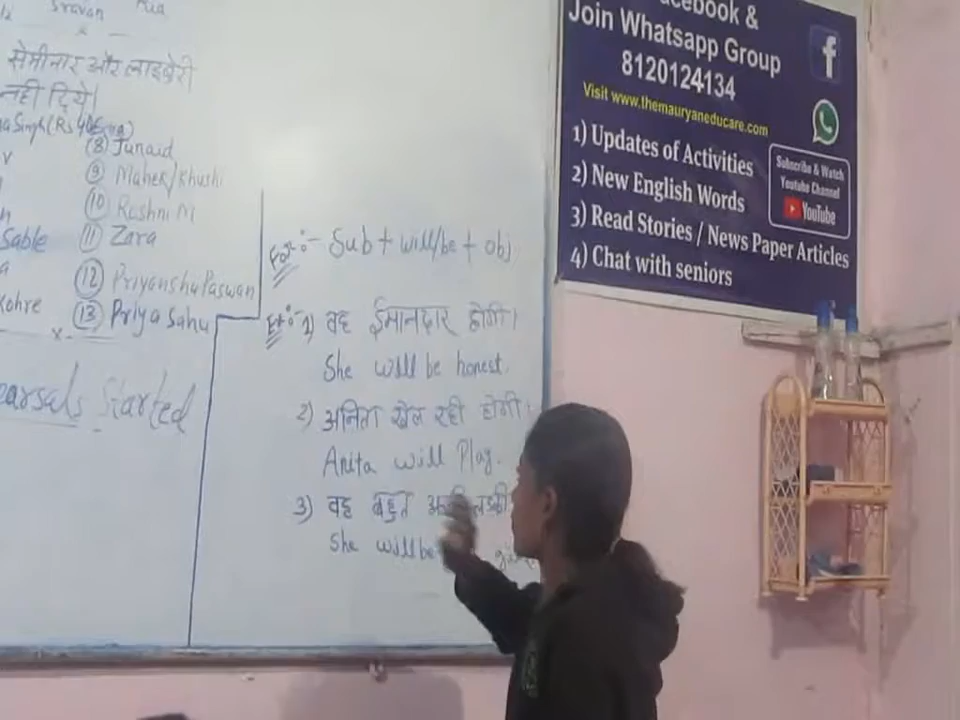 Sravan Ria
सेमीनार और लाइब्रेरी
नहीं दिये।
Singh (Rs
(8) Junaid
(9) Maher/Khushi
(10) Roshni M
Sable
(11) Zara
(12) Priyanshu Paswan
(13) Priya Sahu
Started
Sub + will/be + obj
1) वह ईमानदार होगी।
She will be honest.
2) अनिता खेल रही होगी।
Anita will Play.
3) वह बहुत
She will be
Facebook &
Join Whatsapp Group
8120124134
Visit www.themauryaneducare.com
1) Updates of Activities
2) New English Words
3) Read Stories / News Paper Articles
4) Chat with seniors
Subscribe & Watch
Youtube Channel
YouTube